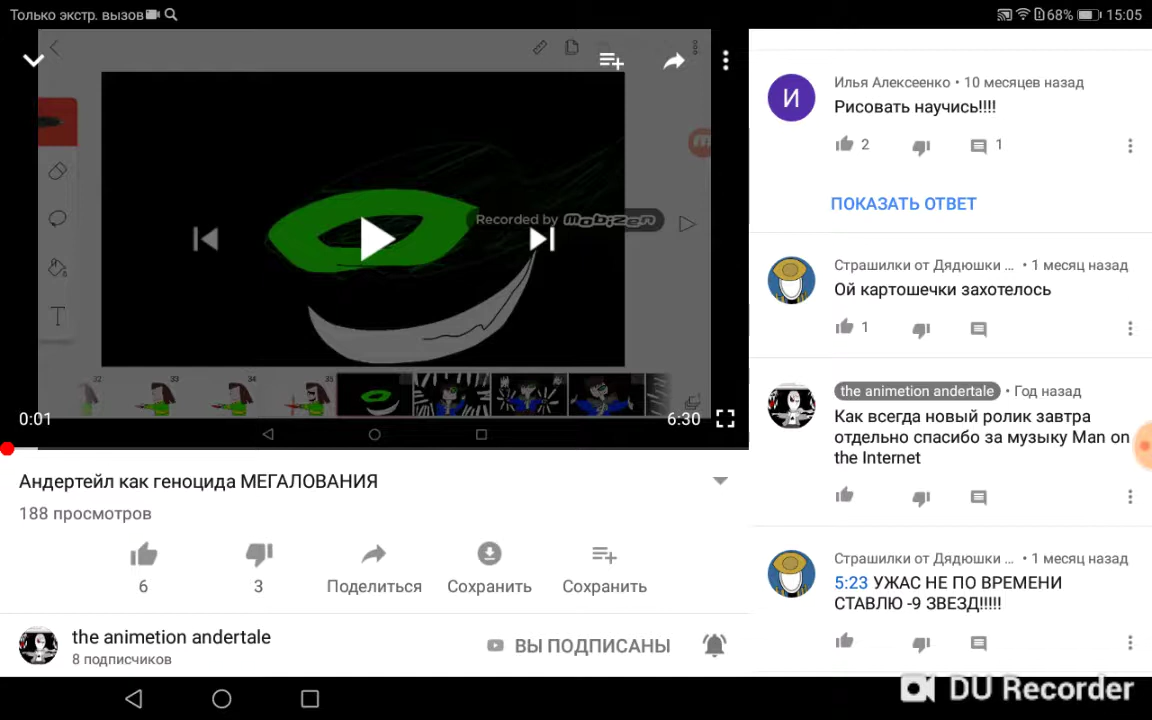 Только экстр. вызов
68% 15:05
Recorded by mobizen
T
32 33 34 35
0:01
6:30
Андертейл как геноцида МЕГАЛОВАНИЯ
188 просмотров
6
3
Поделиться
Сохранить
Сохранить
the animetion andertale
8 подписчиков
ВЫ ПОДПИСАНЫ
И
Илья Алексеенко • 10 месяцев назад
Рисовать научись!!!!
2
1
ПОКАЗАТЬ ОТВЕТ
Страшилки от Дядюшки ... • 1 месяц назад
Ой картошечки захотелось
1
the animetion andertale • Год назад
Как всегда новый ролик завтра
отдельно спасибо за музыку Man on
the Internet
Страшилки от Дядюшки ... • 1 месяц назад
5:23 УЖАС НЕ ПО ВРЕМЕНИ
СТАВЛЮ -9 ЗВЕЗД!!!!!
DU Recorder